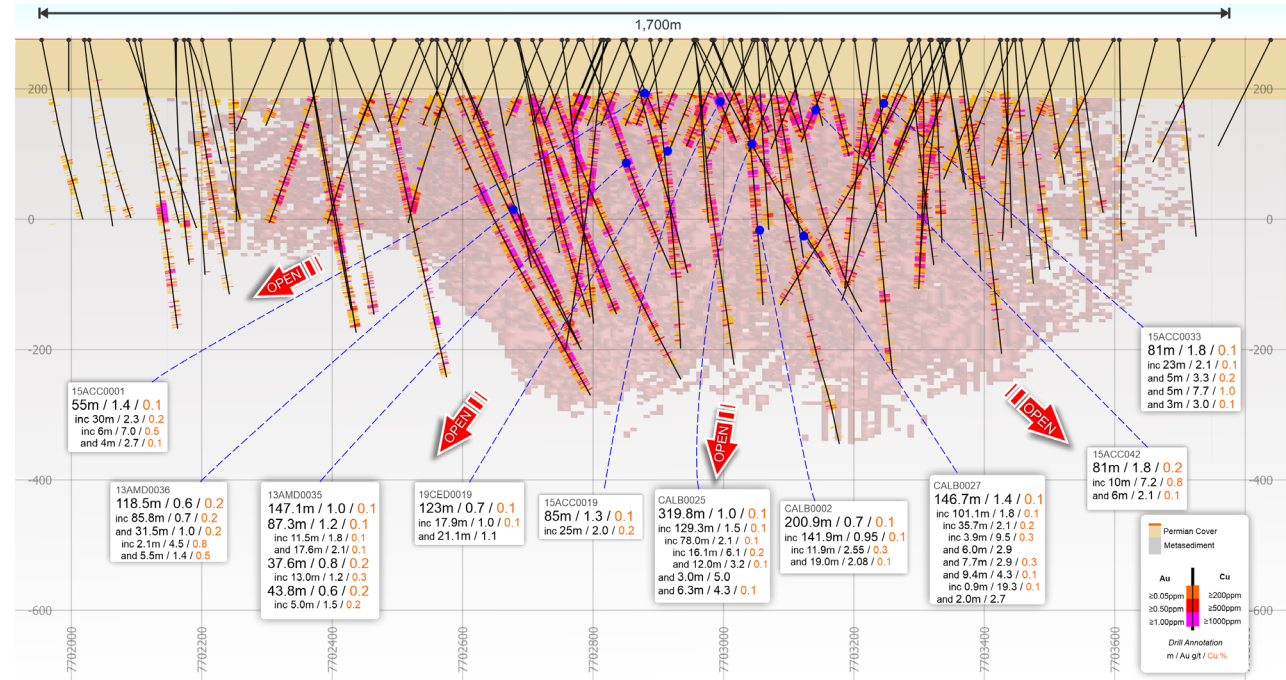 1,700m
200
200
0
0
-200
-200
-400
-400
-600
-600
OPEN
OPEN
OPEN
OPEN
15ACC0001
55m / 1.4 / 0.1
inc 30m / 2.3 / 0.2
inc 6m / 7.0 / 0.5
and 4m / 2.7 / 0.1
13AMD0036
118.5m / 0.6 / 0.2
inc 85.8m / 0.7 / 0.2
and 31.5m / 1.0 / 0.2
inc 2.1m / 4.5 / 0.8
and 5.5m / 1.4 / 0.5
13AMD0035
147.1m / 1.0 / 0.1
87.3m / 1.2 / 0.1
inc 11.5m / 1.8 / 0.1
and 17.6m / 2.1/ 0.1
37.6m / 0.8 / 0.2
inc 13.0m / 1.2 / 0.3
43.8m / 0.6 / 0.2
inc 5.0m / 1.5 / 0.2
19CED0019
123m / 0.7 / 0.1
inc 17.9m / 1.0 / 0.1
and 21.1m / 1.1
15ACC0019
85m / 1.3 / 0.1
inc 25m / 2.0 / 0.2
CALB0025
319.8m / 1.0 / 0.1
inc 129.3m / 1.5 / 0.1
inc 78.0m / 2.1 / 0.1
inc 16.1m / 6.1 / 0.2
and 12.0m / 3.2 / 0.1
and 3.0m / 5.0
and 6.3m / 4.3 / 0.1
CALB0002
200.9m / 0.7 / 0.1
inc 141.9m / 0.95 / 0.1
inc 11.9m / 2.55 / 0.3
and 19.0m / 2.08 / 0.1
CALB0027
146.7m / 1.4 / 0.1
inc 101.1m / 1.8 / 0.1
inc 35.7m / 2.1 / 0.2
inc 3.9m / 9.5 / 0.3
and 6.0m / 2.9
and 7.7m / 2.9 / 0.3
and 9.4m / 4.3 / 0.1
inc 0.9m / 19.3 / 0.1
and 2.0m / 2.7
15ACC0033
81m / 1.8 / 0.1
inc 23m / 2.1 / 0.1
and 5m / 3.3 / 0.2
and 5m / 7.7 / 1.0
and 3m / 3.0 / 0.1
15ACC042
81m / 1.8 / 0.2
inc 10m / 7.2 / 0.8
and 6m / 2.1 / 0.1
Permian Cover
Metasediment
Au Cu
≥0.05ppm ≥200ppm
≥0.50ppm ≥500ppm
≥1.00ppm ≥1000ppm
Drill Annotation
m / Au g/t / Cu %
7702000
7702200
7702400
7702600
7702800
7703000
7703200
7703400
7703600